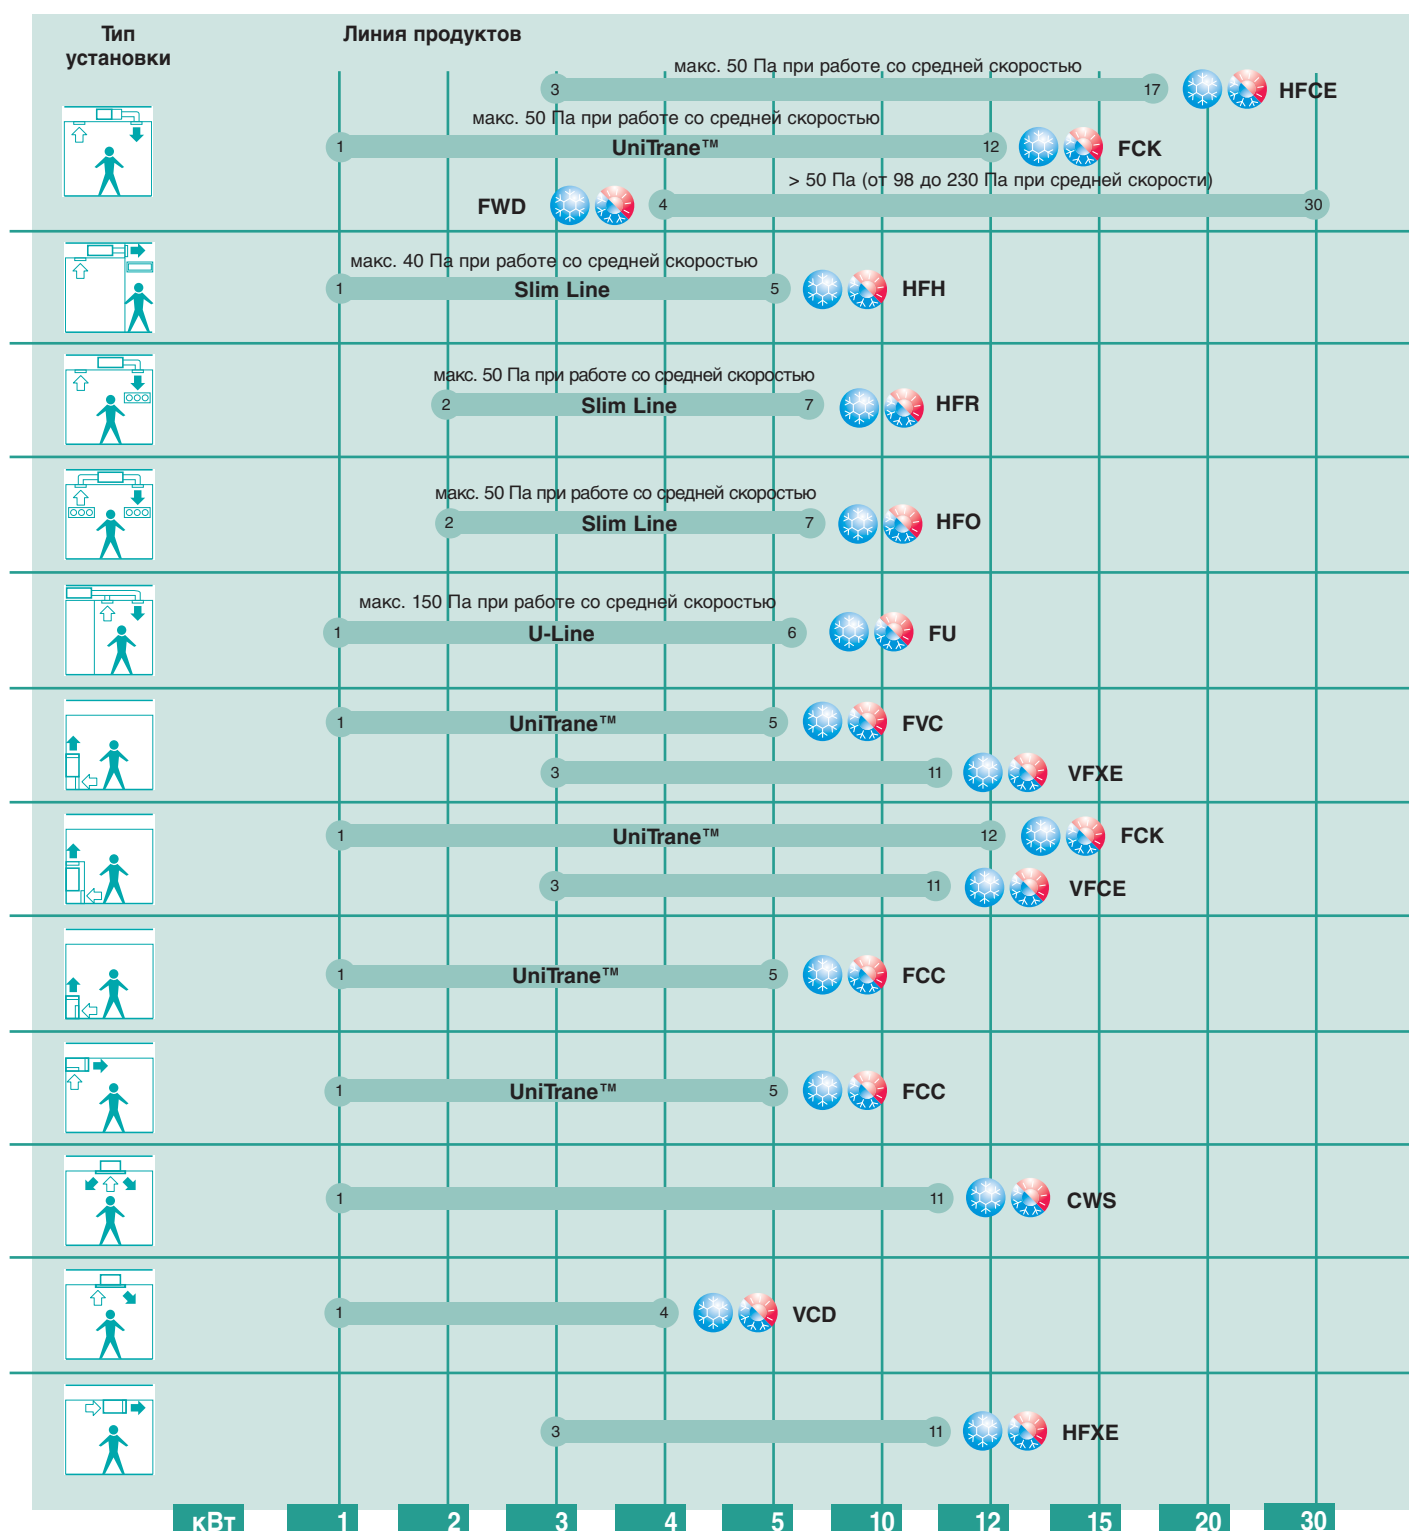 Тип
установки
Линия продуктов
макс. 50 Па при работе со средней скоростью
3 17 HFCE
макс. 50 Па при работе со средней скоростью
1 UniTrane™ 12 FCK
> 50 Па (от 98 до 230 Па при средней скорости)
FWD 4 30
макс. 40 Па при работе со средней скоростью
1 Slim Line 5 HFH
макс. 50 Па при работе со средней скоростью
2 Slim Line 7 HFR
макс. 50 Па при работе со средней скоростью
2 Slim Line 7 HFO
макс. 150 Па при работе со средней скоростью
1 U-Line 6 FU
1 UniTrane™ 5 FVC
3 11 VFXE
1 UniTrane™ 12 FCK
3 11 VFCE
1 UniTrane™ 5 FCC
1 UniTrane™ 5 FCC
1 11 CWS
1 4 VCD
3 11 HFXE
кВт 1 2 3 4 5 10 12 15 20 30